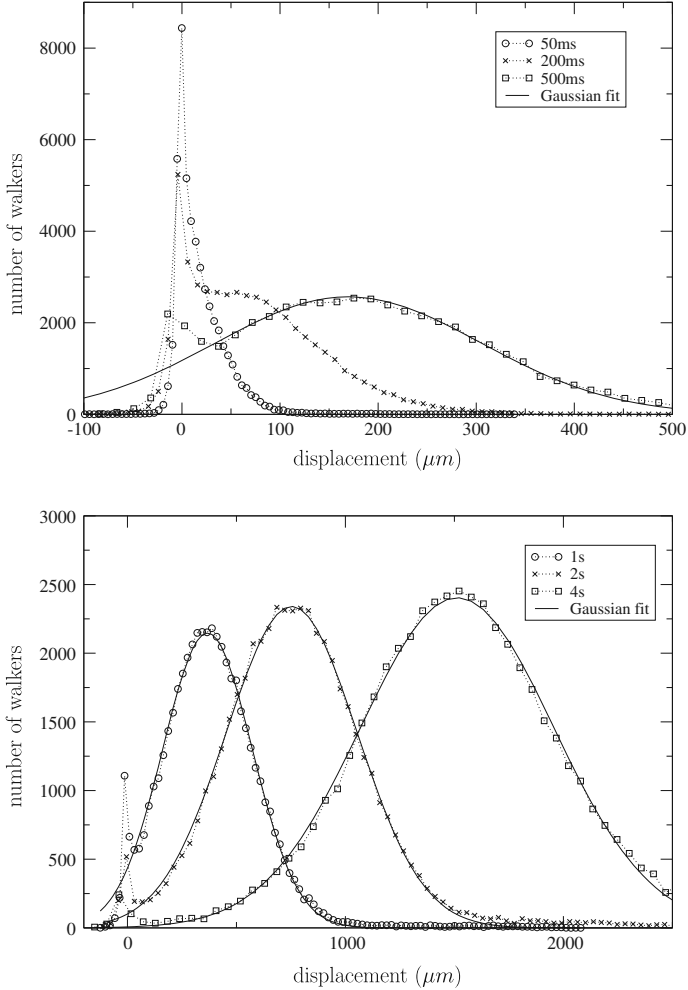 8000
6000
4000
2000
0
number of walkers
50ms
200ms
500ms
Gaussian fit
-100 0 100 200 300 400 500
displacement (μm)
3000
2500
2000
1500
1000
500
0
number of walkers
1s
2s
4s
Gaussian fit
0 1000 2000
displacement (μm)